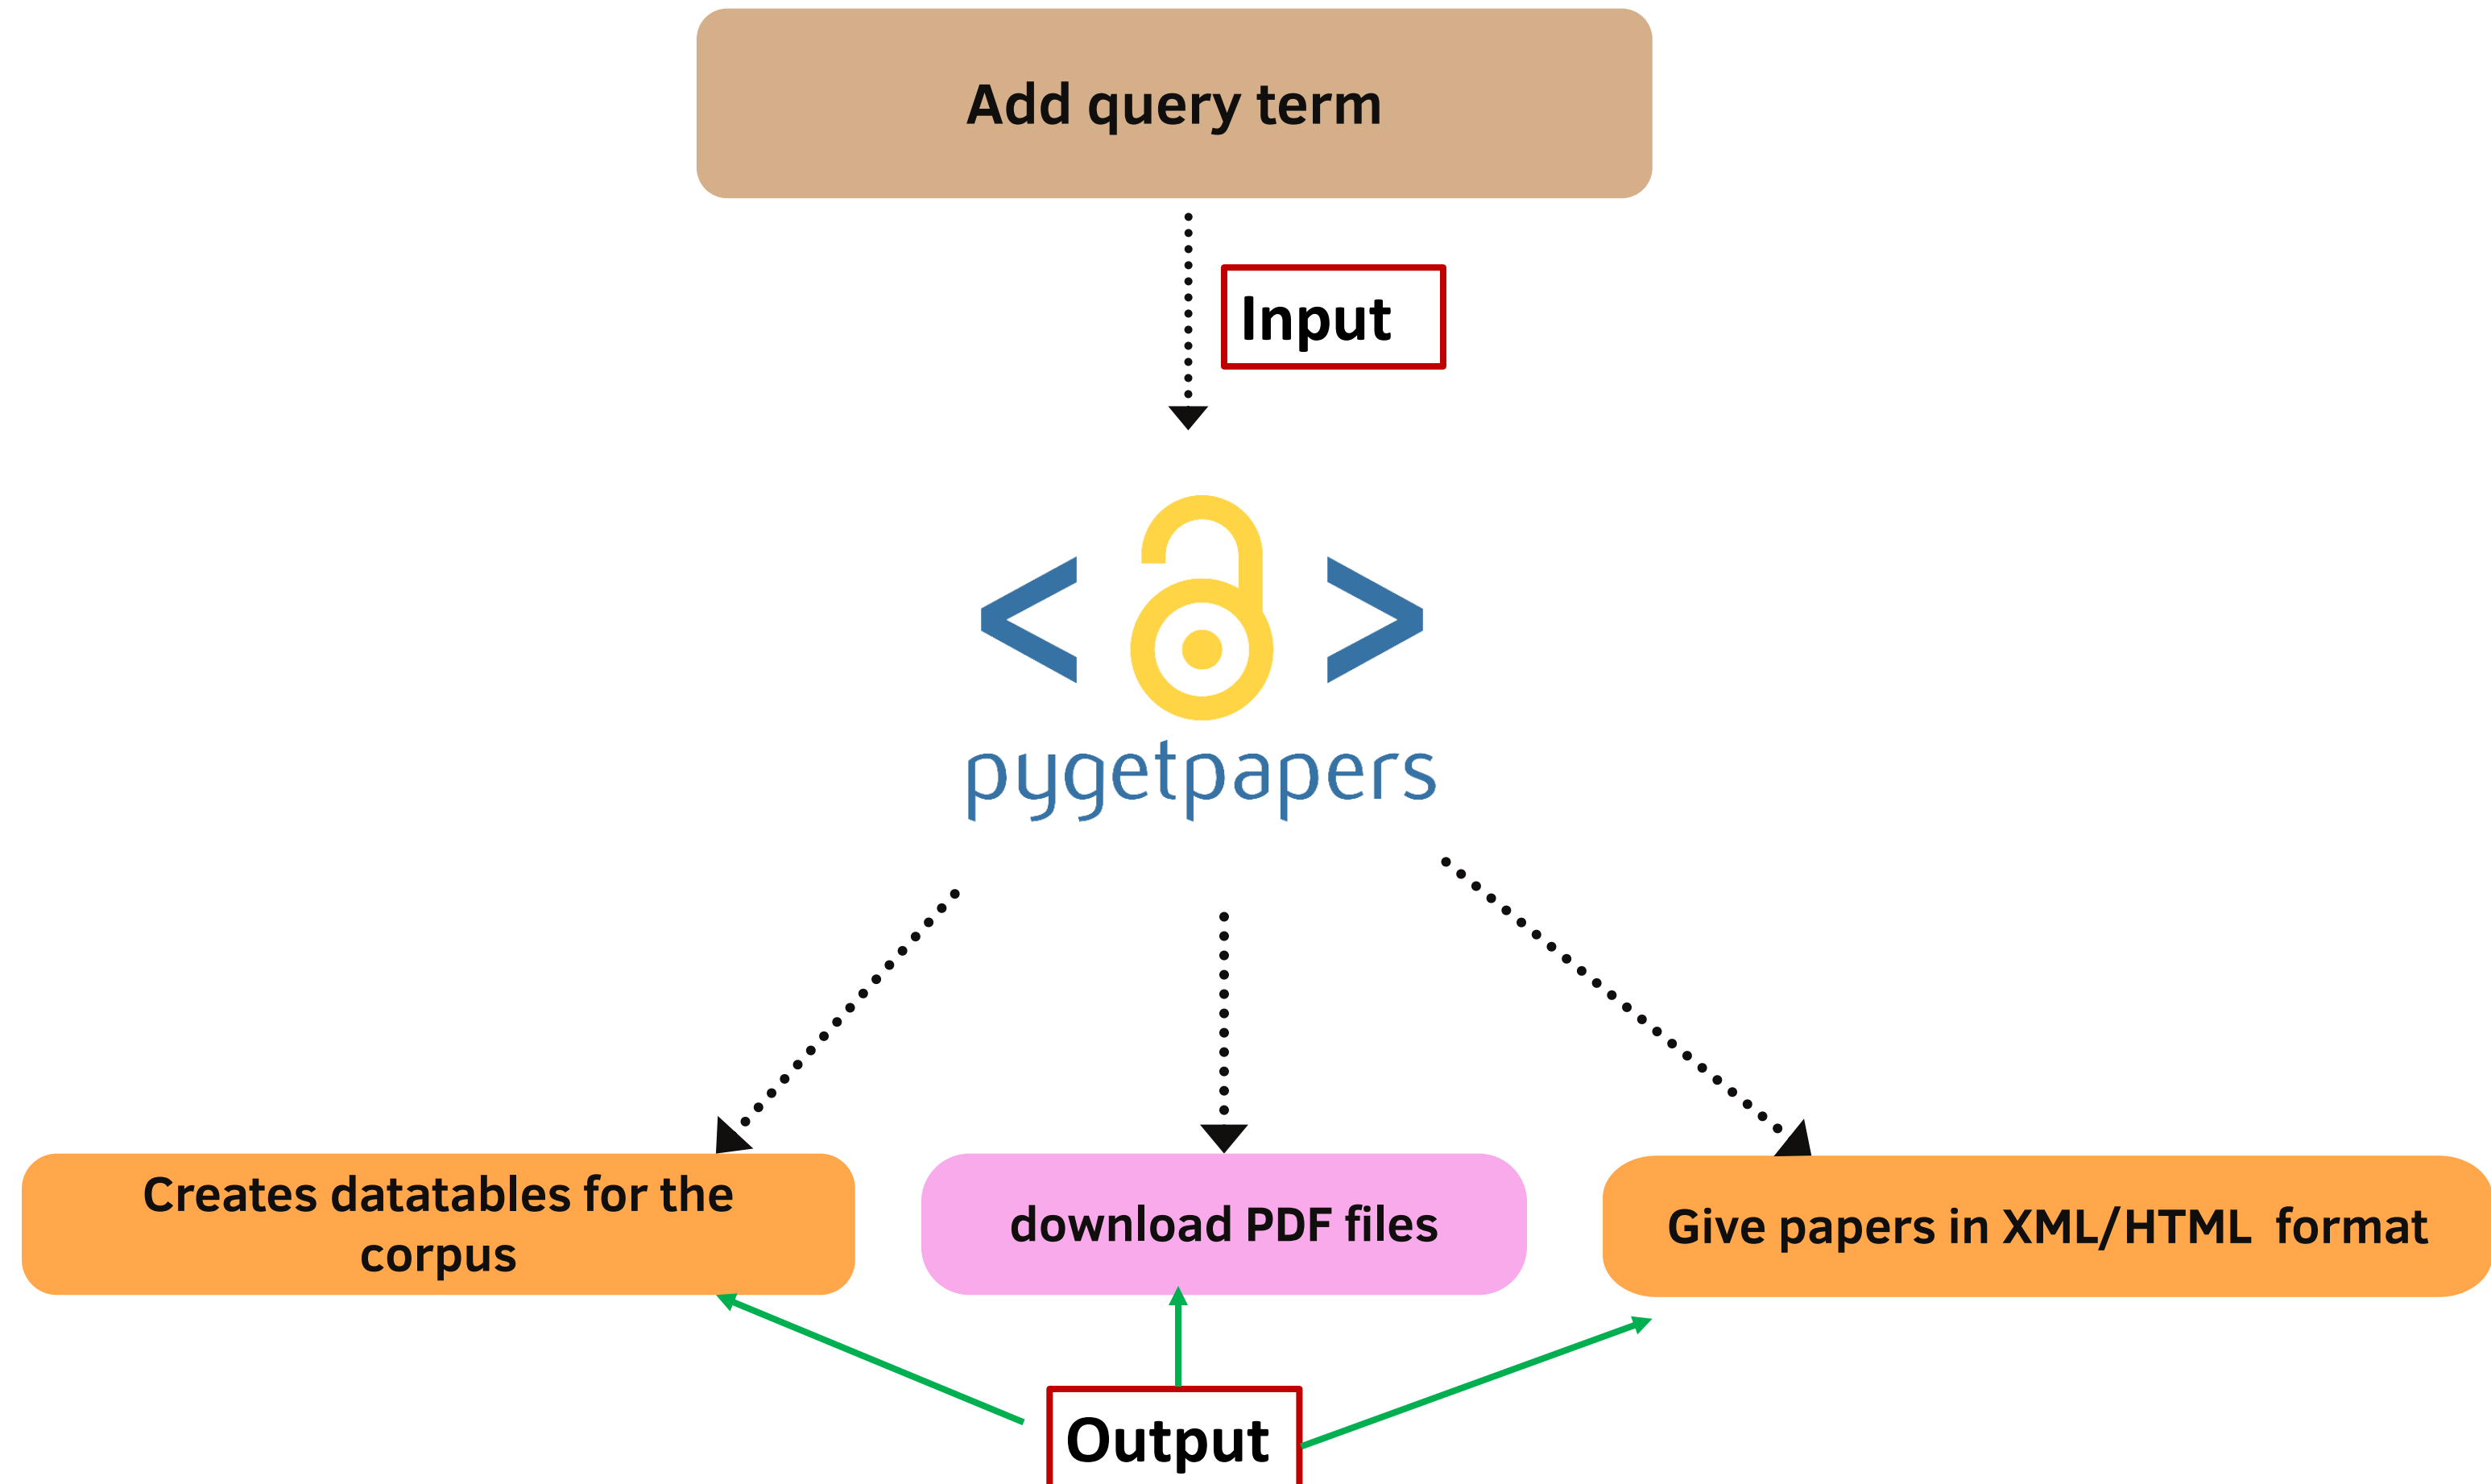 Add query term
Input
< >
pygetpapers
Creates datatables for the
corpus
download PDF files
Give papers in XML/HTML format
Output